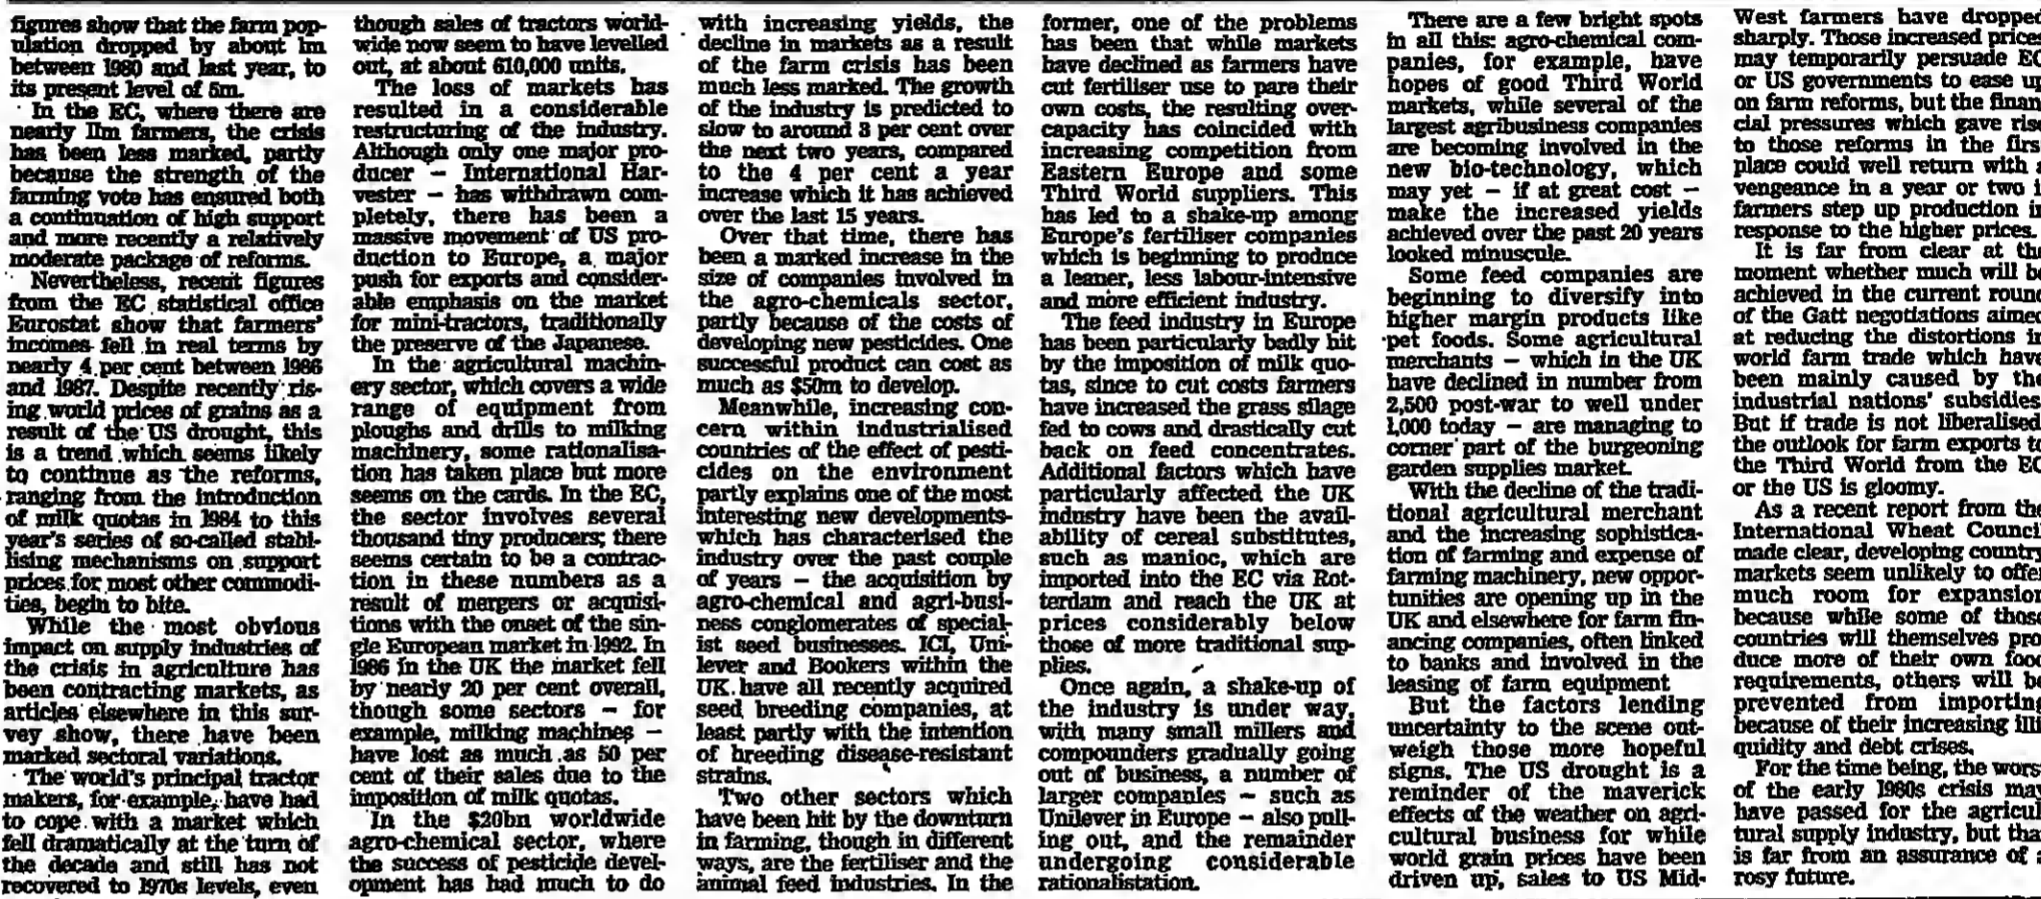 figures show that the farm pop-
ulation dropped by about 1m
between 1980 and last year, to
its present level of 5m.
In the EC, where there are
nearly 11m farmers, the crisis
has been less marked, partly
because the strength of the
farming vote has ensured both
a continuation of high support
and more recently a relatively
moderate package of reforms.
Nevertheless, recent figures
from the EC statistical office
Eurostat show that farmers'
incomes fell in real terms by
nearly 4 per cent between 1986
and 1987. Despite recently ris-
ing world prices of grains as a
result of the US drought, this
is a trend which seems likely
to continue as the reforms,
ranging from the introduction
of milk quotas in 1984 to this
year's series of so-called stabi-
lising mechanisms on support
prices for most other commodi-
ties, begin to bite.
While the most obvious
impact on supply industries of
the crisis in agriculture has
been contracting markets, as
articles elsewhere in this sur-
vey show, there have been
marked sectoral variations.
The world's principal tractor
makers, for example, have had
to cope with a market which
fell dramatically at the turn of
the decade and still has not
recovered to 1970s levels, even
though sales of tractors world-
wide now seem to have levelled
out, at about 610,000 units.
The loss of markets has
resulted in a considerable
restructuring of the industry.
Although only one major pro-
ducer – International Har-
vester – has withdrawn com-
pletely, there has been a
massive movement of US pro-
duction to Europe, a major
push for exports and consider-
able emphasis on the market
for mini-tractors, traditionally
the preserve of the Japanese.
In the agricultural machin-
ery sector, which covers a wide
range of equipment from
ploughs and drills to milking
machinery, some rationalisa-
tion has taken place but more
seems on the cards. In the EC,
the sector involves several
thousand tiny producers; there
seems certain to be a contrac-
tion in these numbers as a
result of mergers or acquisi-
tions with the onset of the sin-
gle European market in 1992. In
1986 in the UK the market fell
by nearly 20 per cent overall,
though some sectors – for
example, milking machines –
have lost as much as 50 per
cent of their sales due to the
imposition of milk quotas.
In the $20bn worldwide
agro-chemical sector, where
the success of pesticide devel-
opment has had much to do
with increasing yields, the
decline in markets as a result
of the farm crisis has been
much less marked. The growth
of the industry is predicted to
slow to around 3 per cent over
the next two years, compared
to the 4 per cent a year
increase which it has achieved
over the last 15 years.
Over that time, there has
been a marked increase in the
size of companies involved in
the agro-chemicals sector,
partly because of the costs of
developing new pesticides. One
successful product can cost as
much as $50m to develop.
Meanwhile, increasing con-
cern within industrialised
countries of the effect of pesti-
cides on the environment
partly explains one of the most
interesting new developments-
which has characterised the
industry over the past couple
of years – the acquisition by
agro-chemical and agri-busi-
ness conglomerates of special-
ist seed businesses. ICI, Uni-
lever and Bookers within the
UK have all recently acquired
seed breeding companies, at
least partly with the intention
of breeding disease-resistant
strains.
Two other sectors which
have been hit by the downturn
in farming, though in different
ways, are the fertiliser and the
animal feed industries. In the
former, one of the problems
has been that while markets
have declined as farmers have
cut fertiliser use to pare their
own costs, the resulting over-
capacity has coincided with
increasing competition from
Eastern Europe and some
Third World suppliers. This
has led to a shake-up among
Europe's fertiliser companies
which is beginning to produce
a leaner, less labour-intensive
and more efficient industry.
The feed industry in Europe
has been particularly badly hit
by the imposition of milk quo-
tas, since to cut costs farmers
have increased the grass silage
fed to cows and drastically cut
back on feed concentrates.
Additional factors which have
particularly affected the UK
industry have been the avail-
ability of cereal substitutes,
such as manioc, which are
imported into the EC via Rot-
terdam and reach the UK at
prices considerably below
those of more traditional sup-
plies.
Once again, a shake-up of
the industry is under way,
with many small millers and
compounders gradually going
out of business, a number of
larger companies – such as
Unilever in Europe – also pull-
ing out, and the remainder
undergoing considerable
rationalistation.
There are a few bright spots
in all this: agro-chemical com-
panies, for example, have
hopes of good Third World
markets, while several of the
largest agribusiness companies
are becoming involved in the
new bio-technology, which
may yet – if at great cost –
make the increased yields
achieved over the past 20 years
looked minuscule.
Some feed companies are
beginning to diversify into
higher margin products like
pet foods. Some agricultural
merchants – which in the UK
have declined in number from
2,500 post-war to well under
1,000 today – are managing to
corner part of the burgeoning
garden supplies market.
With the decline of the tradi-
tional agricultural merchant
and the increasing sophistica-
tion of farming and expense of
farming machinery, new oppor-
tunities are opening up in the
UK and elsewhere for farm fin-
ancing companies, often linked
to banks and involved in the
leasing of farm equipment
But the factors lending
uncertainty to the scene out-
weigh those more hopeful
signs. The US drought is a
reminder of the maverick
effects of the weather on agri-
cultural business for while
world grain prices have been
driven up, sales to US Mid-
West farmers have dropped
sharply. Those increased prices
may temporarily persuade EC
or US governments to ease up
on farm reforms, but the finan
cial pressures which gave rise
to those reforms in the firs
place could well return with
vengeance in a year or two i
farmers step up production in
response to the higher prices.
It is far from clear at the
moment whether much will be
achieved in the current round
of the Gatt negotiations aimed
at reducing the distortions in
world farm trade which have
been mainly caused by the
industrial nations' subsidies
But if trade is not liberalised
the outlook for farm exports to
the Third World from the EC
or the US is gloomy.
As a recent report from the
International Wheat Counci
made clear, developing country
markets seem unlikely to offer
much room for expansion
because while some of those
countries will themselves pro
duce more of their own food
requirements, others will be
prevented from importing
because of their increasing illi
quidity and debt crises.
For the time being, the wors
of the early 1980s crisis may
have passed for the agricul
tural supply industry, but tha
is far from an assurance of
rosy future.